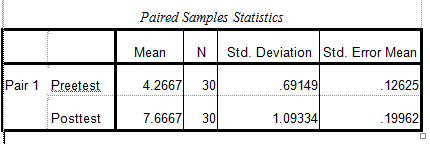 Paired Samples Statistics
Mean N Std. Deviation Std. Error Mean
Pair 1 Preetest 4.2667 30 .69149 .12625
Posttest 7.6667 30 1.09334 .19962